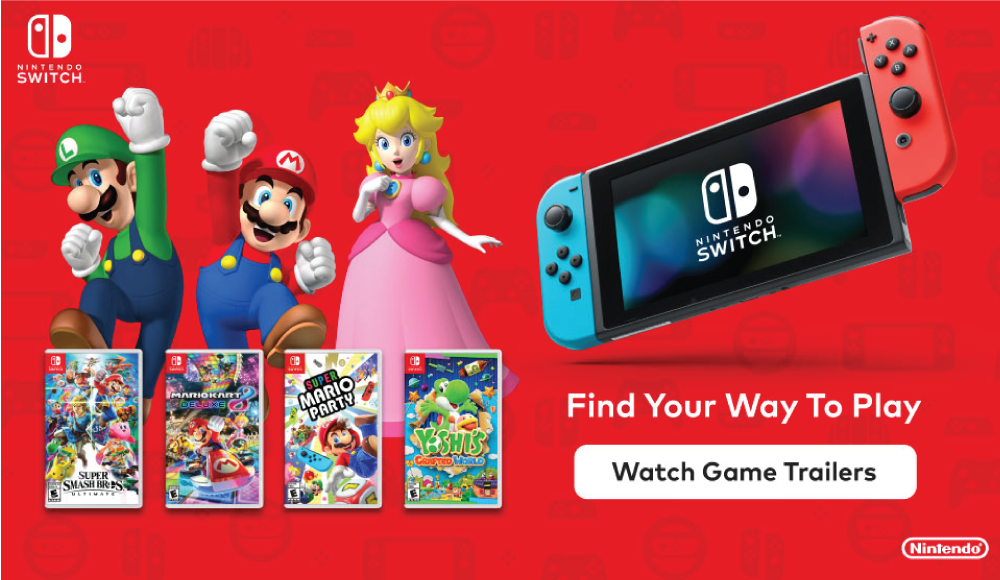 NINTENDO
SWITCH
L
M
X
Y
A
B
NINTENDO
SWITCH
SUPER
SMASH BROS.
ULTIMATE
MARIO KART 8
DELUXE
SUPER
MARIO
PARTY
YOSHI'S
CRAFTED WORLD
E
Find Your Way To Play
Watch Game Trailers
Nintendo